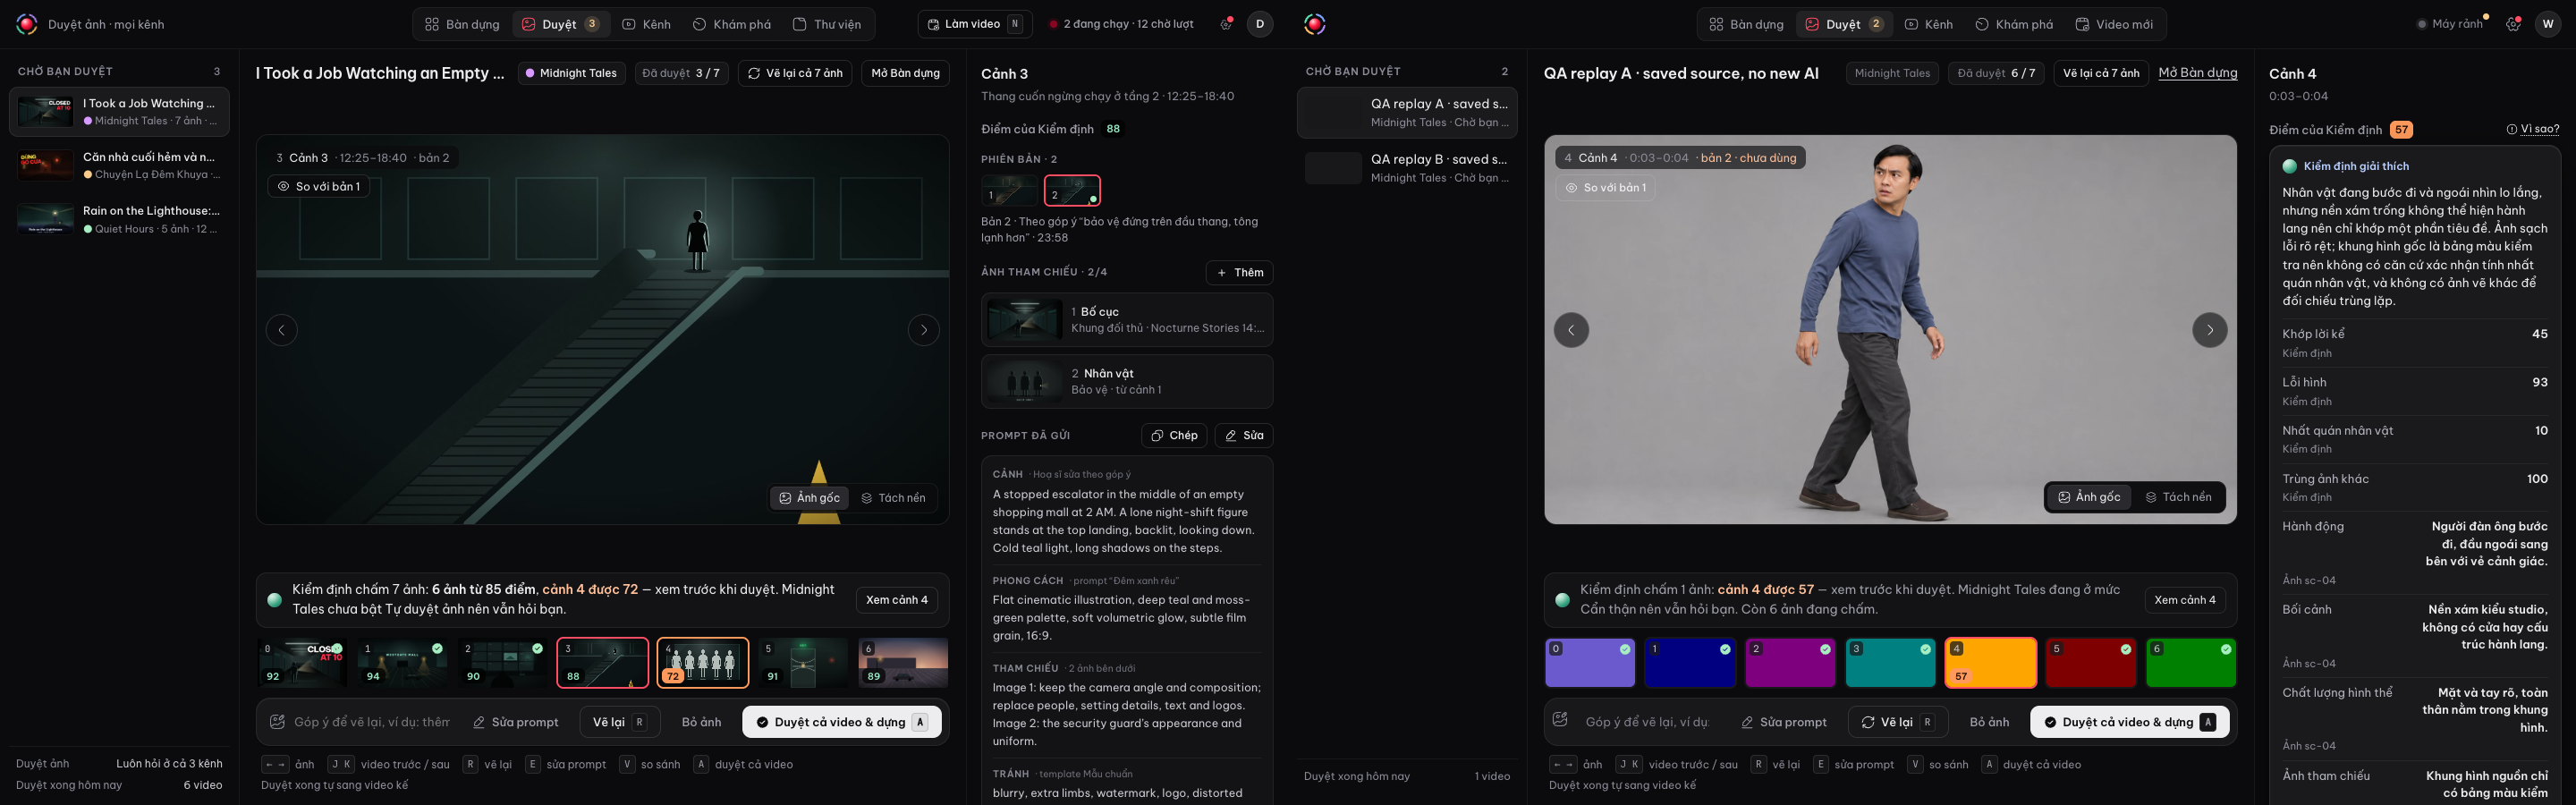 Duyệt ảnh · mọi kênh
Bàn dựng
Duyệt 3
Kênh
Khám phá
Thư viện
Làm video N
2 đang chạy · 12 chờ lượt
D
CHỜ BẠN DUYỆT 3
I Took a Job Watching ...
Midnight Tales · 7 ảnh · ...
Căn nhà cuối hẻm và n...
Chuyện Lạ Đêm Khuya · ...
Rain on the Lighthouse:...
Quiet Hours · 5 ảnh · 12 ...
Duyệt ảnh Luôn hỏi ở cả 3 kênh
Duyệt xong hôm nay 6 video
I Took a Job Watching an Empty ...
Midnight Tales
Đã duyệt 3 / 7
Vẽ lại cả 7 ảnh
Mở Bàn dựng
3 Cảnh 3 · 12:25–18:40 · bản 2
So với bản 1
Ảnh gốc
Tách nền
Kiểm định chấm 7 ảnh: 6 ảnh từ 85 điểm, cảnh 4 được 72 — xem trước khi duyệt. Midnight
Tales chưa bật Tự duyệt ảnh nên vẫn hỏi bạn.
Xem cảnh 4
0 CLOSED AT 10 92
1 94
2 90
3 88
4 72
5 91
6 89
Góp ý để vẽ lại, ví dụ: thêm
Sửa prompt
Vẽ lại R
Bỏ ảnh
Duyệt cả video & dựng A
← → ảnh J K video trước / sau R vẽ lại E sửa prompt V so sánh A duyệt cả video
Duyệt xong tự sang video kế
Cảnh 3
Thang cuốn ngừng chạy ở tầng 2 · 12:25–18:40
Điểm của Kiểm định 88
PHIÊN BẢN · 2
1
2
Bản 2 · Theo góp ý "bảo vệ đứng trên đầu thang, tông
lạnh hơn" · 23:58
ẢNH THAM CHIẾU · 2/4
Thêm
1 Bố cục
Khung đối thủ · Nocturne Stories 14:...
2 Nhân vật
Bảo vệ · từ cảnh 1
PROMPT ĐÃ GỬI
Chép
Sửa
CẢNH · Hoạ sĩ sửa theo góp ý
A stopped escalator in the middle of an empty
shopping mall at 2 AM. A lone night-shift figure
stands at the top landing, backlit, looking down.
Cold teal light, long shadows on the steps.
PHONG CÁCH · prompt "Đêm xanh rêu"
Flat cinematic illustration, deep teal and moss-
green palette, soft volumetric glow, subtle film
grain, 16:9.
THAM CHIẾU · 2 ảnh bên dưới
Image 1: keep the camera angle and composition;
replace people, setting details, text and logos.
Image 2: the security guard's appearance and
uniform.
TRÁNH · template Mẫu chuẩn
blurry, extra limbs, watermark, logo, distorted
Bàn dựng
Duyệt 2
Kênh
Khám phá
Video mới
Máy rảnh
W
CHỜ BẠN DUYỆT 2
QA replay A · saved s...
Midnight Tales · Chờ bạn ...
QA replay B · saved s...
Midnight Tales · Chờ bạn ...
Duyệt xong hôm nay 1 video
QA replay A · saved source, no new AI
Midnight Tales
Đã duyệt 6 / 7
Vẽ lại cả 7 ảnh
Mở Bàn dựng
4 Cảnh 4 · 0:03–0:04 · bản 2 · chưa dùng
So với bản 1
Ảnh gốc
Tách nền
Kiểm định chấm 1 ảnh: cảnh 4 được 57 — xem trước khi duyệt. Midnight Tales đang ở mức
Cẩn thận nên vẫn hỏi bạn. Còn 6 ảnh đang chấm.
Xem cảnh 4
0
1
2
3
4 57
5
6
Góp ý để vẽ lại, ví dụ:
Sửa prompt
Vẽ lại R
Bỏ ảnh
Duyệt cả video & dựng A
← → ảnh J K video trước / sau R vẽ lại E sửa prompt V so sánh A duyệt cả video
Duyệt xong tự sang video kế
Cảnh 4
0:03–0:04
Điểm của Kiểm định 57
Vì sao?
Kiểm định giải thích
Nhân vật đang bước đi và ngoái nhìn lo lắng,
nhưng nền xám trống không thể hiện hành
lang nên chỉ khớp một phần tiêu đề. Ảnh sạch
lỗi rõ rệt; khung hình gốc là bảng màu kiểm
tra nên không có căn cứ xác nhận tính nhất
quán nhân vật, và không có ảnh vẽ khác để
đối chiếu trùng lặp.
Khớp lời kể 45
Kiểm định
Lỗi hình 93
Kiểm định
Nhất quán nhân vật 10
Kiểm định
Trùng ảnh khác 100
Kiểm định
Hành động Người đàn ông bước
đi, đầu ngoái sang
bên với vẻ cảnh giác.
Ảnh sc-04
Bối cảnh Nền xám kiểu studio,
không có cửa hay cấu
trúc hành lang.
Ảnh sc-04
Chất lượng hình thể Mặt và tay rõ, toàn
thân nằm trong khung
hình.
Ảnh sc-04
Ảnh tham chiếu Khung hình nguồn chỉ
có bảng màu kiểm